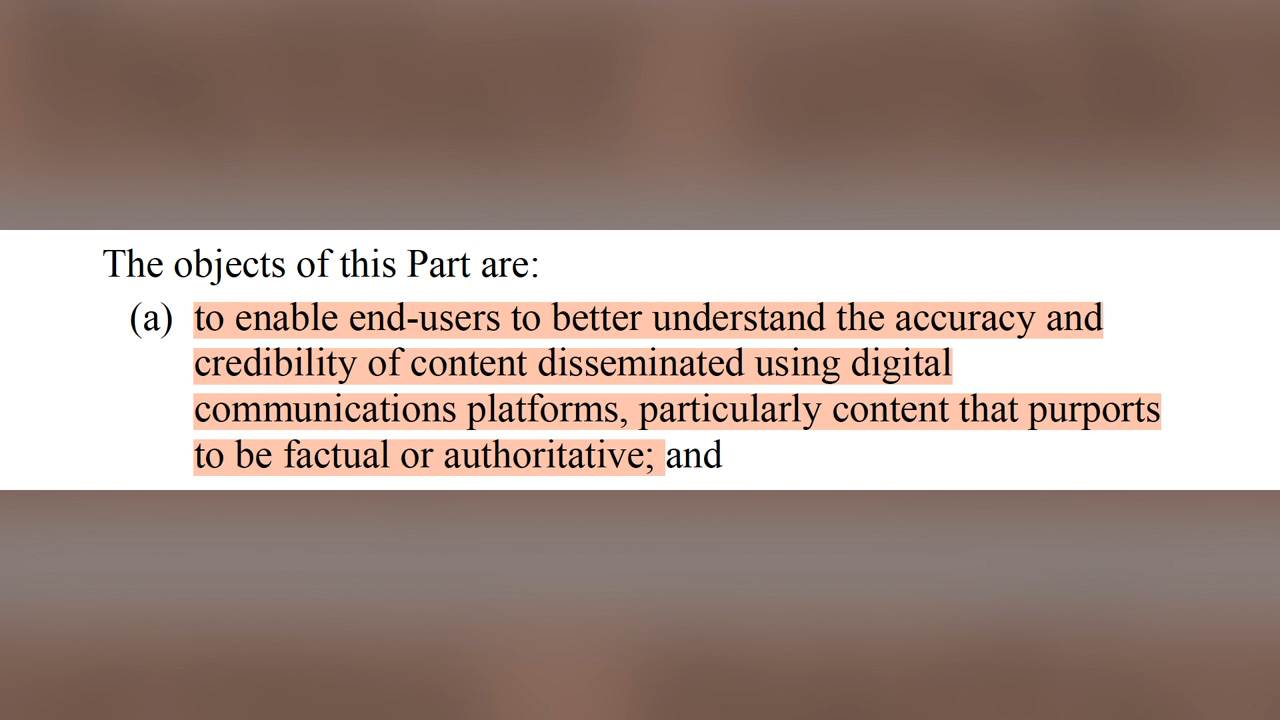 The objects of this Part are:
(a) to enable end-users to better understand the accuracy and
credibility of content disseminated using digital
communications platforms, particularly content that purports
to be factual or authoritative; and